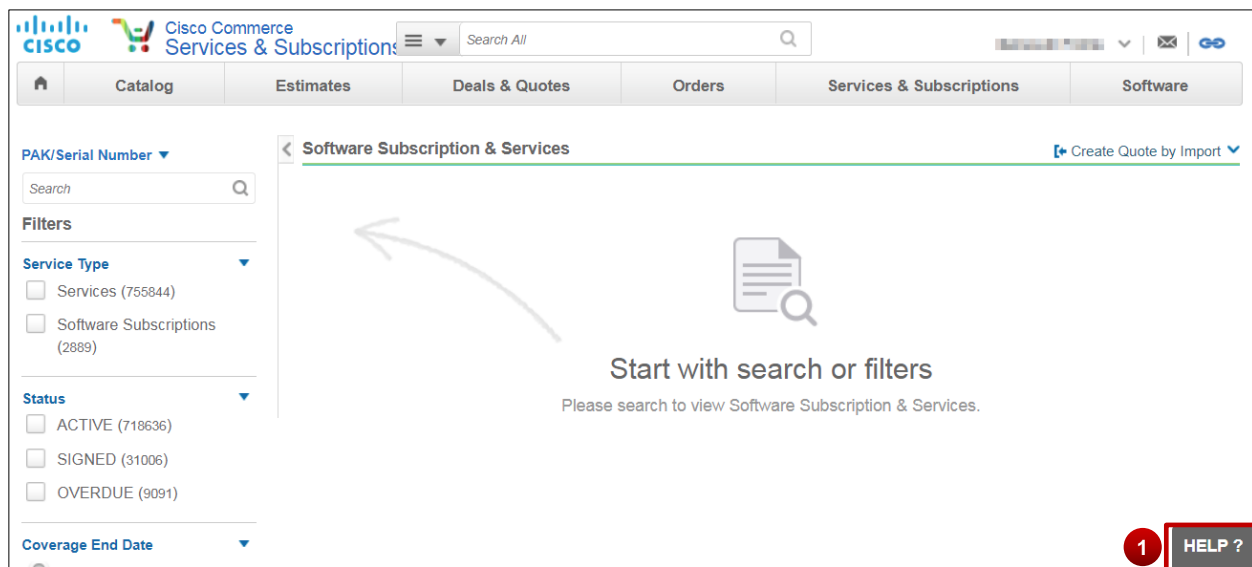 CISCO
Cisco Commerce
Services & Subscriptions
Search All
Catalog Estimates Deals & Quotes Orders Services & Subscriptions Software
PAK/Serial Number
Search
Filters
Service Type
Services (755844)
Software Subscriptions
(2889)
Status
ACTIVE (718636)
SIGNED (31006)
OVERDUE (9091)
Coverage End Date
Software Subscription & Services
Create Quote by Import
Start with search or filters
Please search to view Software Subscription & Services.
1 HELP ?